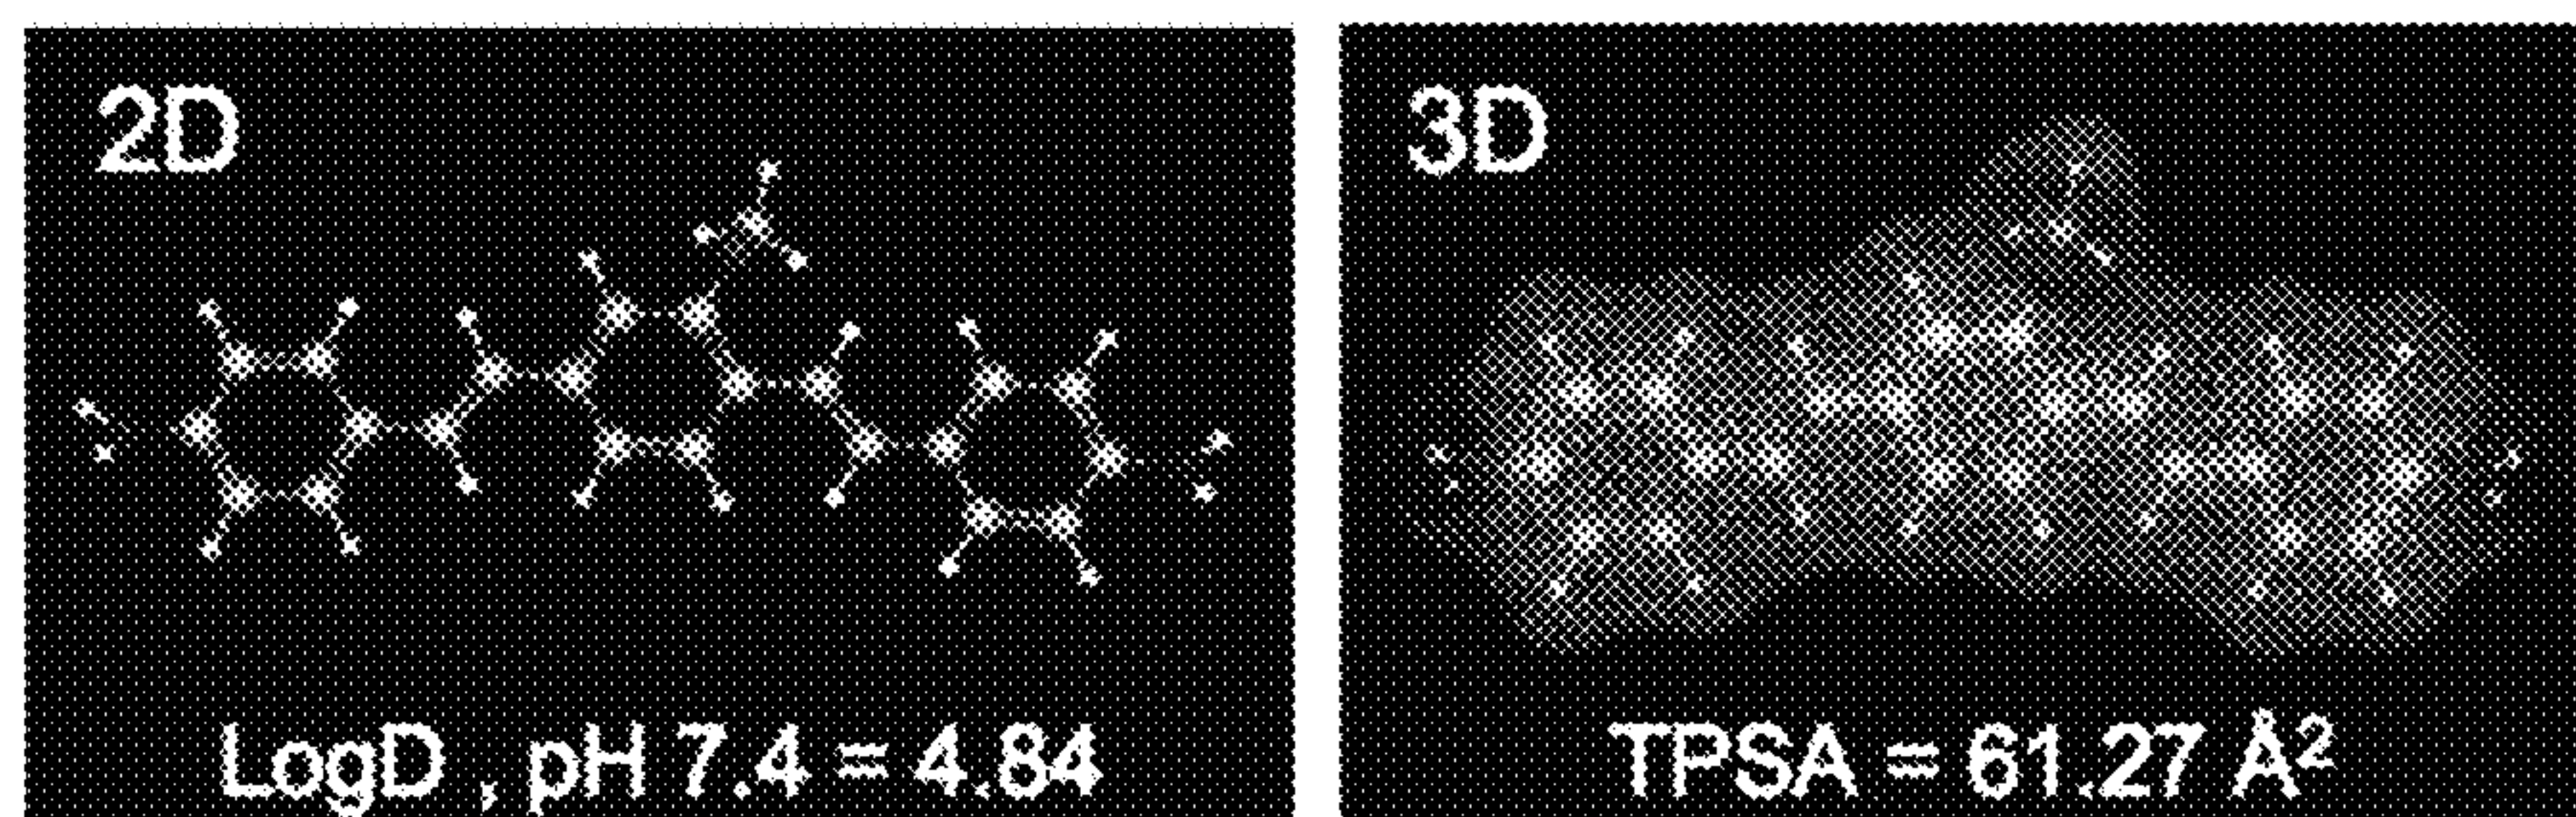 2D
LogD , pH 7.4 = 4.84
3D
TPSA = 61.27 Å²